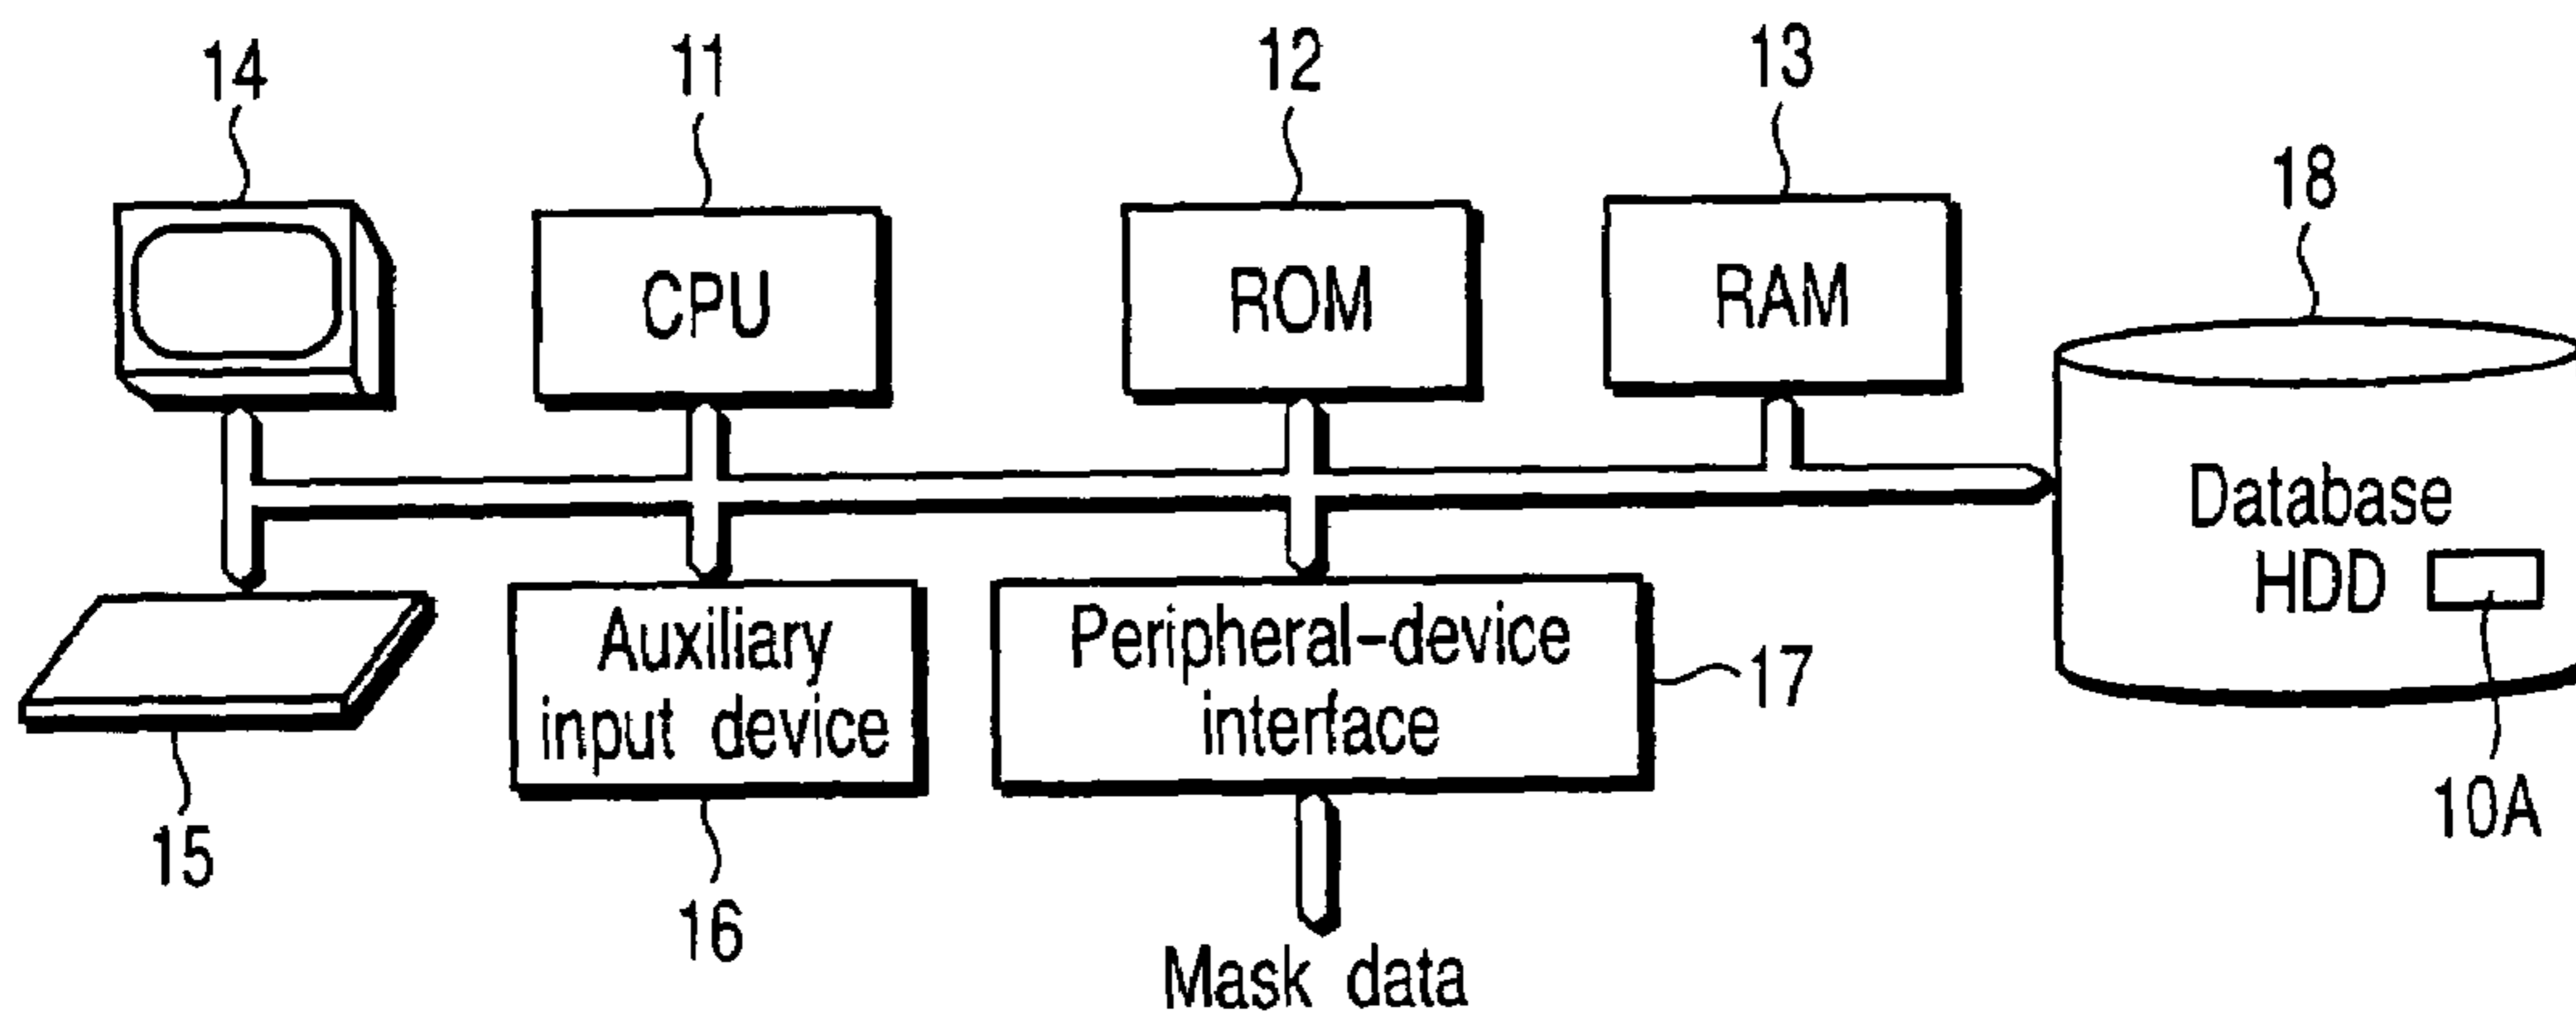 14
11
12
13
18
CPU
ROM
RAM
Database
HDD
Auxiliary
input device
Peripheral-device
interface
17
15
16
10A
Mask data